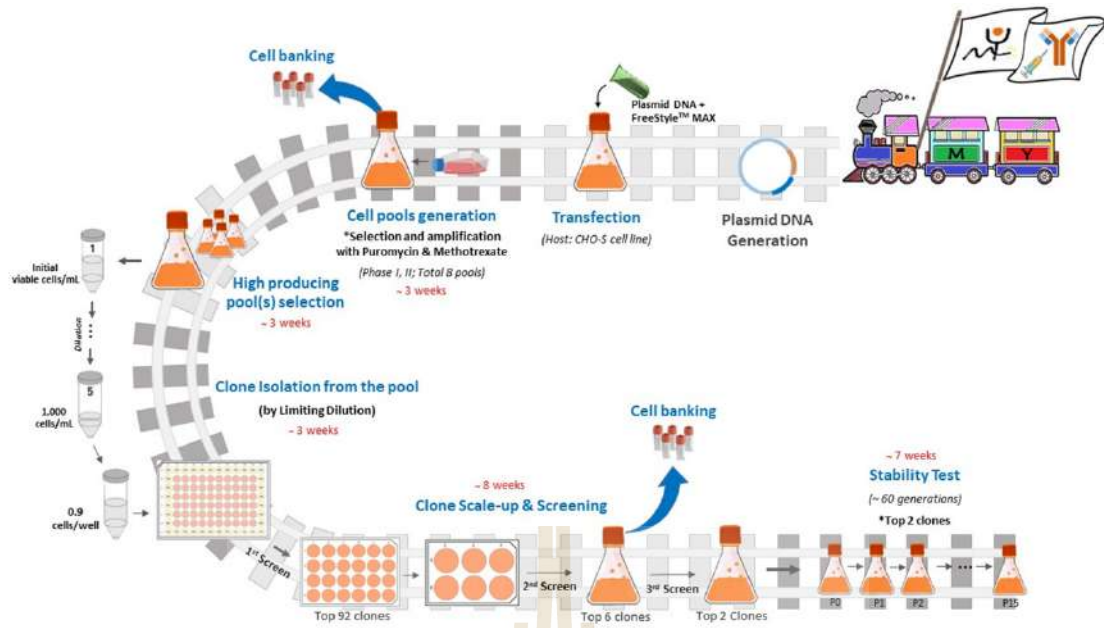 Cell banking
Plasmid DNA +
FreeStyle™ MAX
M
Y
Cell pools generation
*Selection and amplification
with Puromycin & Methotrexate
(Phase I, II; Total 8 pools)
~ 3 weeks
Transfection
(Host: CHO-S cell line)
Plasmid DNA
Generation
1
Initial
viable cells/mL
Dilution
High producing
pool(s) selection
~ 3 weeks
5
1,000
cells/mL
Clone Isolation from the pool
(by Limiting Dilution)
~ 3 weeks
0.9
cells/well
1st Screen
Top 92 clones
~ 8 weeks
Clone Scale-up & Screening
2nd Screen
Cell banking
Top 6 clones
3rd Screen
Top 2 Clones
~ 7 weeks
Stability Test
(~ 60 generations)
*Top 2 clones
P0
P1
P2
P15